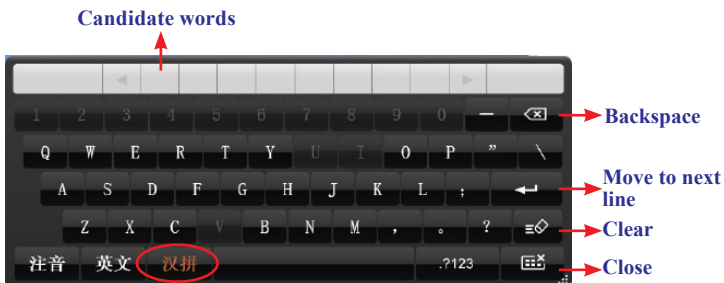 Candidate words
1 2 3 4 5 6 7 8 9 0 —
Backspace
Q W E R T Y U I O P ” \
A S D F G H J K L ;
Move to next
line
Z X C V B N M , 。 ?
Clear
注音 英文 汉拼 .?123
Close